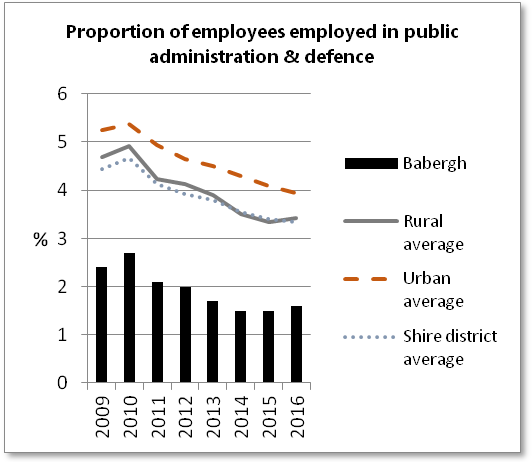 Proportion of employees employed in public
administration & defence
6
5
4
3
2
1
0
%
2009
2010
2011
2012
2013
2014
2015
2016
Babergh
Rural
average
Urban
average
Shire district
average